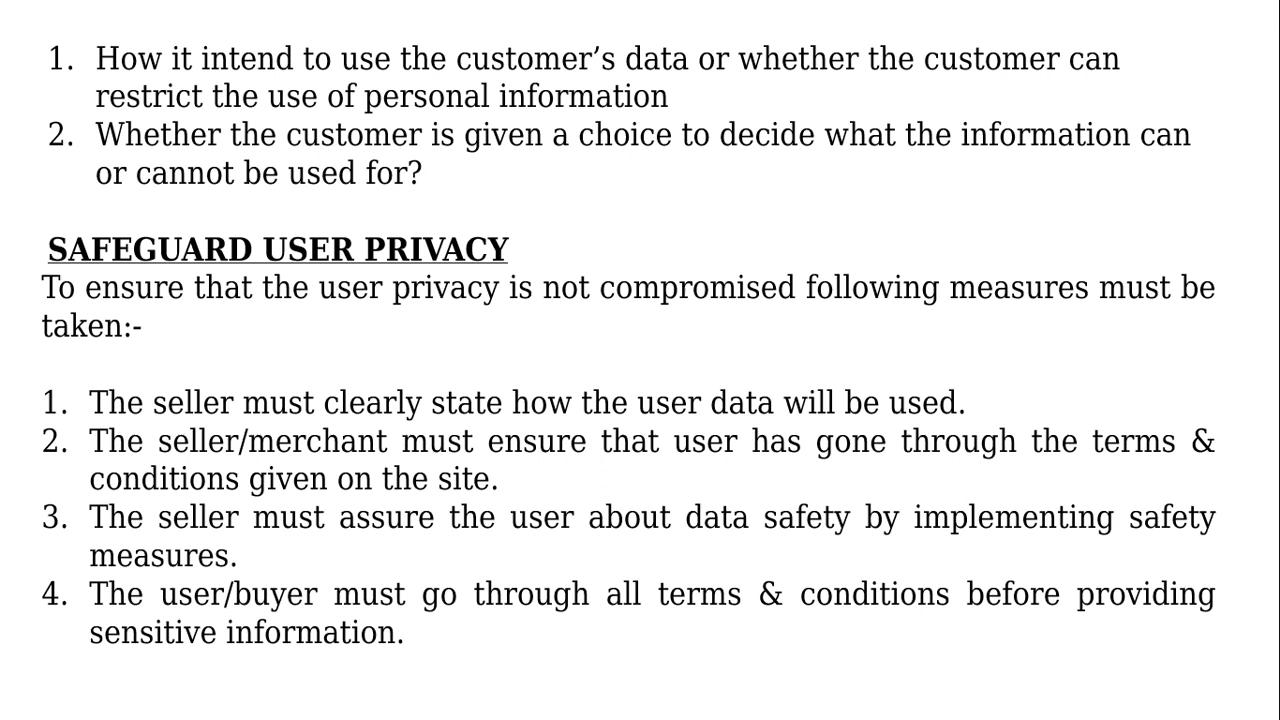 1. How it intend to use the customer’s data or whether the customer can
restrict the use of personal information
2. Whether the customer is given a choice to decide what the information can
or cannot be used for?
SAFEGUARD USER PRIVACY
To ensure that the user privacy is not compromised following measures must be
taken:-
1. The seller must clearly state how the user data will be used.
2. The seller/merchant must ensure that user has gone through the terms &
conditions given on the site.
3. The seller must assure the user about data safety by implementing safety
measures.
4. The user/buyer must go through all terms & conditions before providing
sensitive information.